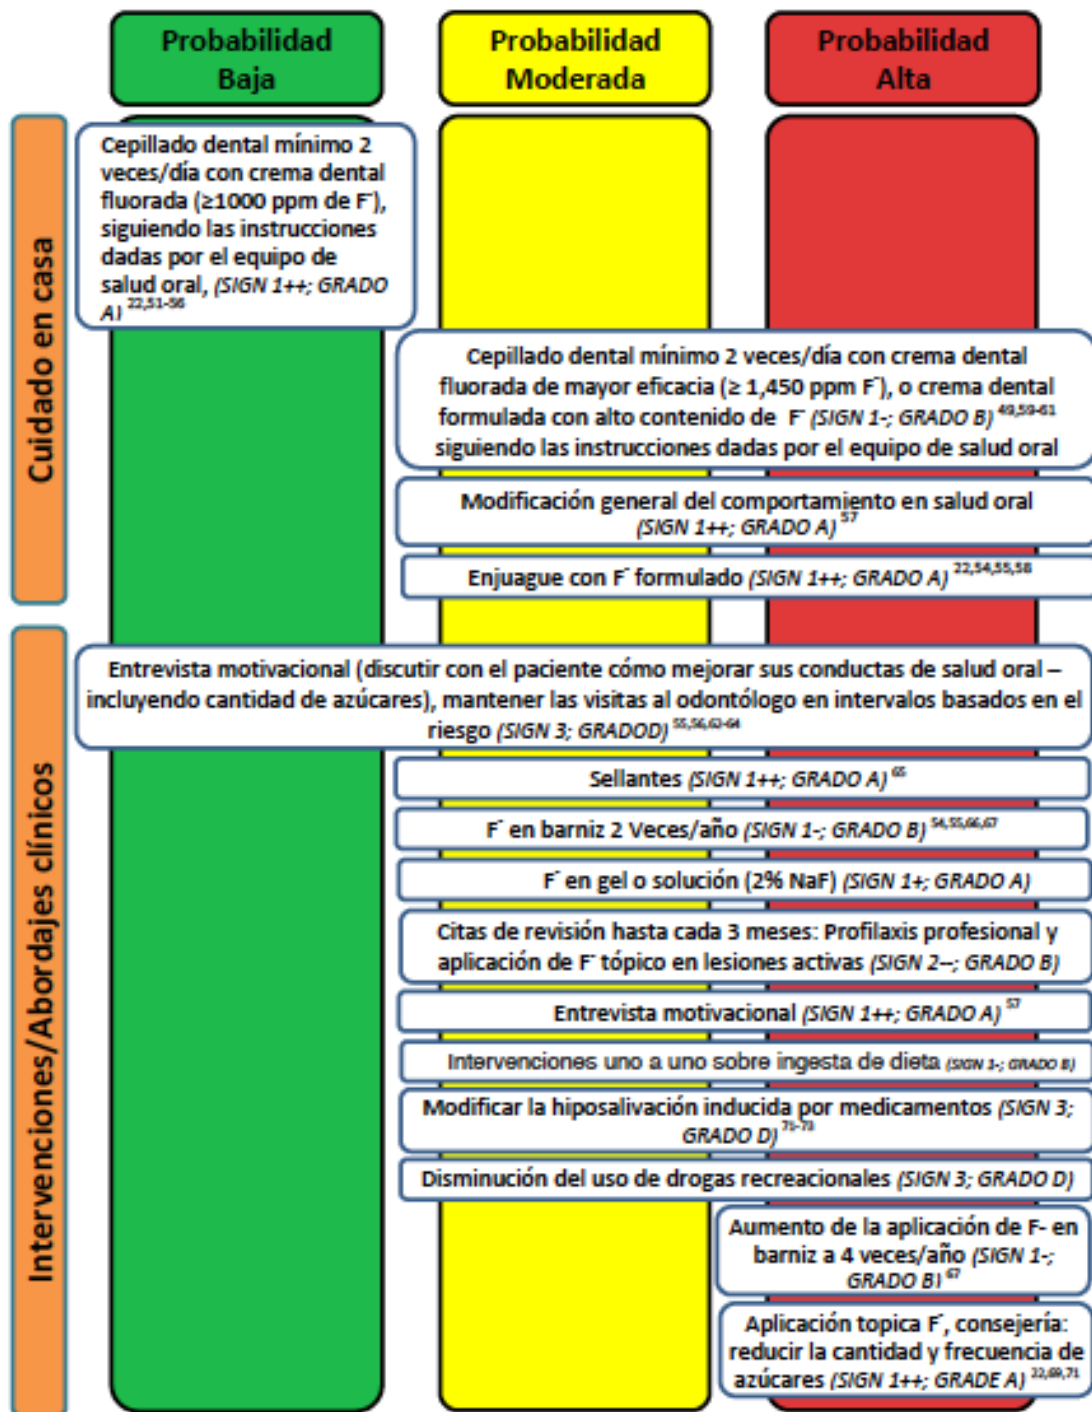 Probabilidad
Baja
Probabilidad
Moderada
Probabilidad
Alta
Cuidado en casa
Cepillado dental mínimo 2
veces/día con crema dental
fluorada (≥1000 ppm de F⁻),
siguiendo las instrucciones
dadas por el equipo de
salud oral, (SIGN 1++; GRADO
A) 22,51-56
Cepillado dental mínimo 2 veces/día con crema dental
fluorada de mayor eficacia (≥ 1,450 ppm F⁻), o crema dental
formulada con alto contenido de F⁻ (SIGN 1-; GRADO B) 49,59-61
siguiendo las instrucciones dadas por el equipo de salud oral
Modificación general del comportamiento en salud oral
(SIGN 1++; GRADO A) 57
Enjuague con F⁻ formulado (SIGN 1++; GRADO A) 22,54,55,58
Intervenciones/Abordajes clínicos
Entrevista motivacional (discutir con el paciente cómo mejorar sus conductas de salud oral –
incluyendo cantidad de azúcares), mantener las visitas al odontólogo en intervalos basados en el
riesgo (SIGN 3; GRADOD) 55,56,62-64
Sellantes (SIGN 1++; GRADO A) 65
F⁻ en barniz 2 Veces/año (SIGN 1-; GRADO B) 54,55,66,67
F⁻ en gel o solución (2% NaF) (SIGN 1+; GRADO A)
Citas de revisión hasta cada 3 meses: Profilaxis profesional y
aplicación de F⁻ tópico en lesiones activas (SIGN 2--; GRADO B)
Entrevista motivacional (SIGN 1++; GRADO A) 57
Intervenciones uno a uno sobre ingesta de dieta (SIGN 1-; GRADO B)
Modificar la hiposalivación inducida por medicamentos (SIGN 3;
GRADO D) 71-73
Disminución del uso de drogas recreacionales (SIGN 3; GRADO D)
Aumento de la aplicación de F- en
barniz a 4 veces/año (SIGN 1-;
GRADO B) 67
Aplicación topica F⁻, consejería:
reducir la cantidad y frecuencia de
azúcares (SIGN 1++; GRADE A) 22,69,71